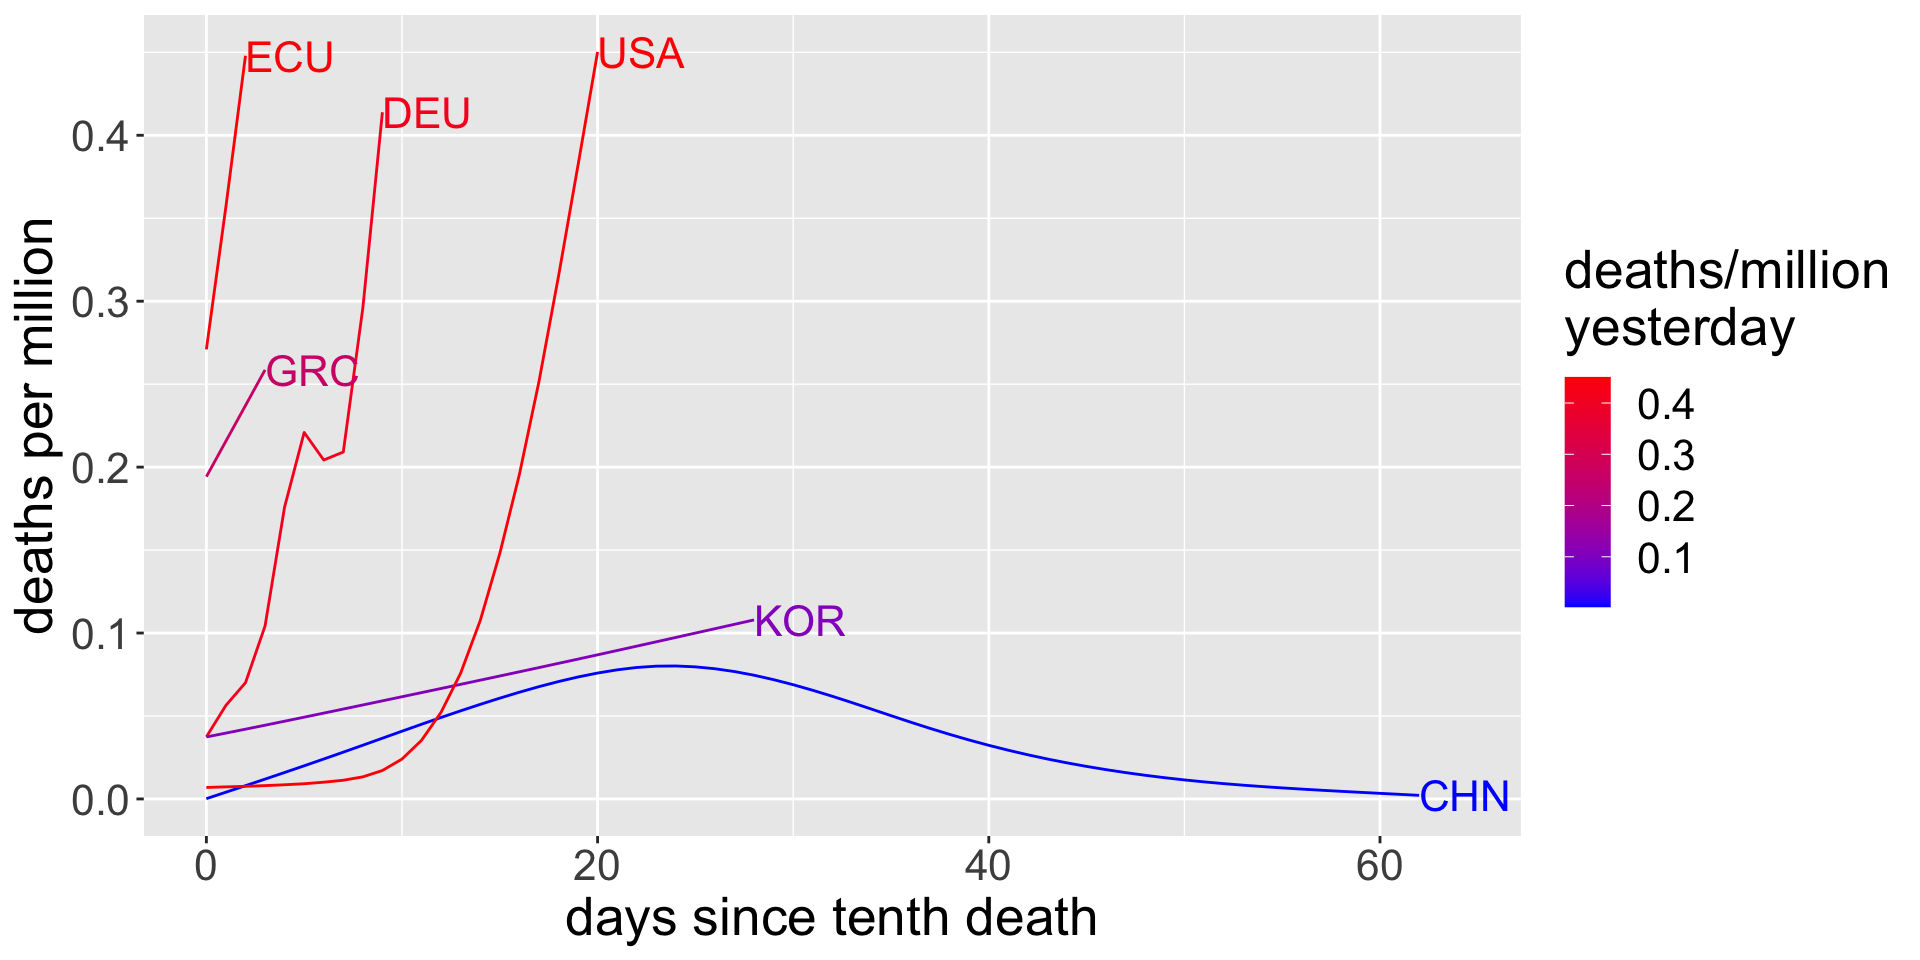 ECU
USA
DEU
GRC
KOR
CHN
0.4
0.3
0.2
0.1
0.0
deaths per million
0
20
40
60
days since tenth death
deaths/million
yesterday
0.4
0.3
0.2
0.1